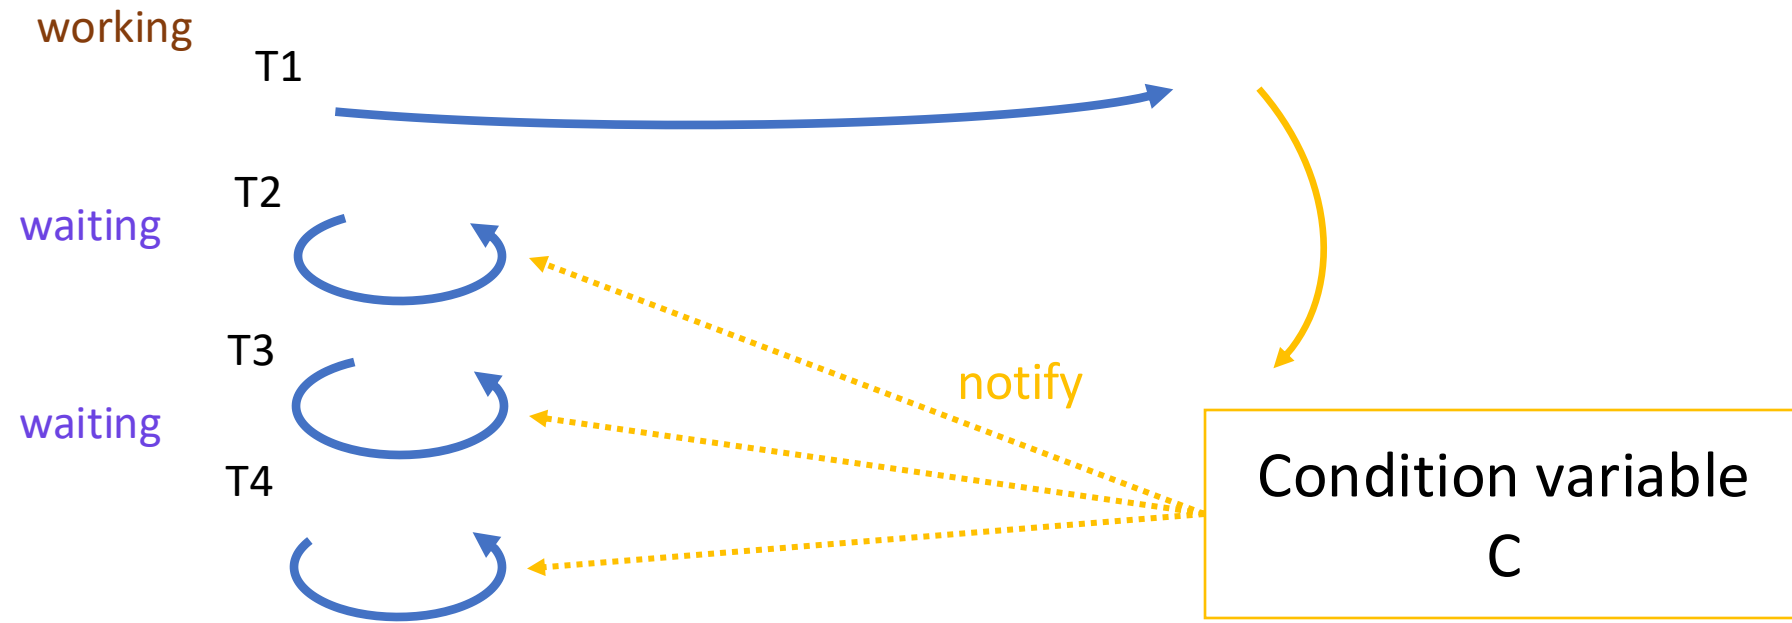 working
T1
T2
waiting
T3
notify
waiting
T4
Condition variable
C